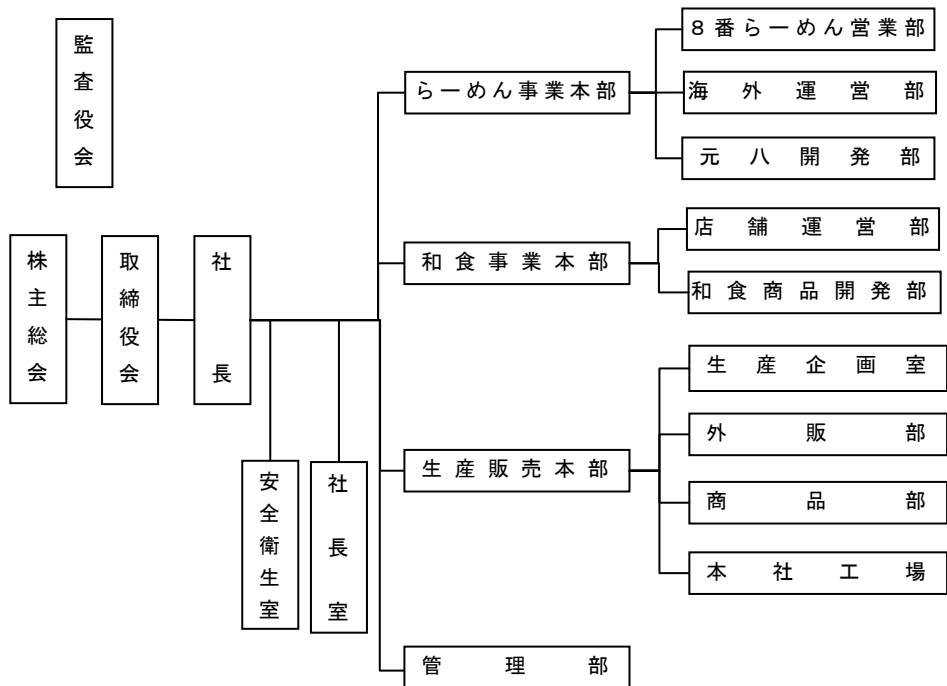 監査役会
株主総会
取締役会
社長
安全衛生室
社長室
らーめん事業本部
８番らーめん営業部
海外運営部
元八開発部
和食事業本部
店舗運営部
和食商品開発部
生産販売本部
生産企画室
外販部
商品部
本社工場
管理部